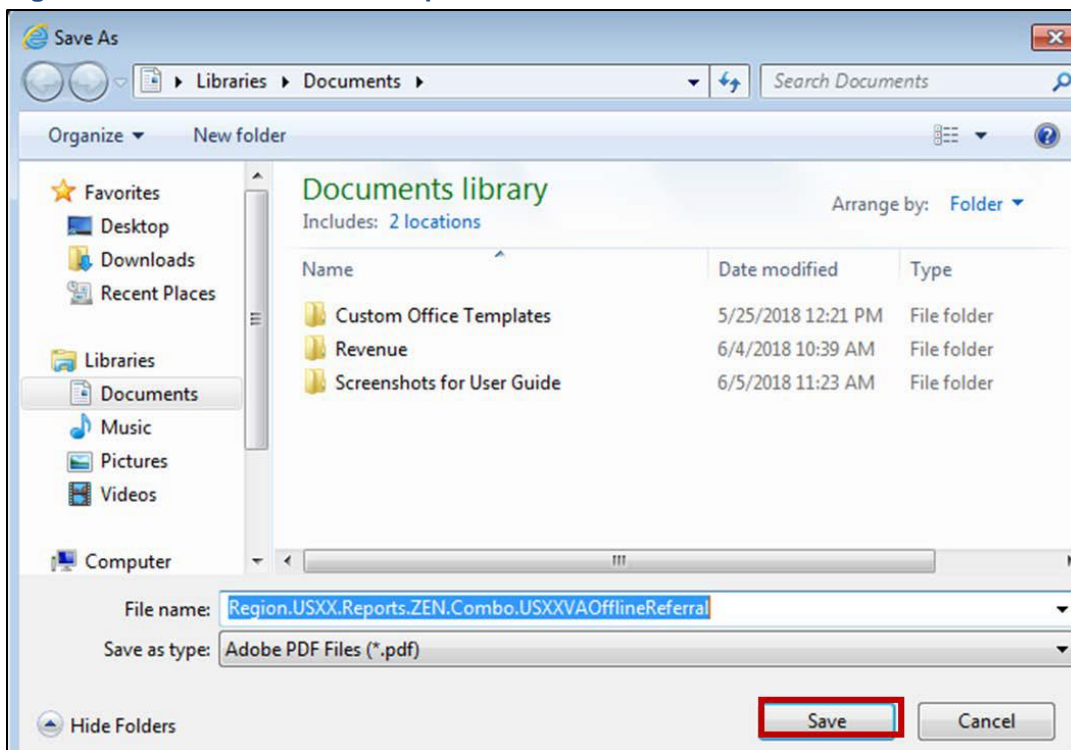 Save As
Libraries Documents
Search Documents
Organize New folder
Favorites
Desktop
Downloads
Recent Places
Libraries
Documents
Music
Pictures
Videos
Computer
Documents library
Includes: 2 locations
Arrange by: Folder
Name Date modified Type
Custom Office Templates 5/25/2018 12:21 PM File folder
Revenue 6/4/2018 10:39 AM File folder
Screenshots for User Guide 6/5/2018 11:23 AM File folder
File name: Region.USXX.Reports.ZEN.Combo.USXXVAOfflineReferral
Save as type: Adobe PDF Files (*.pdf)
Hide Folders
Save Cancel